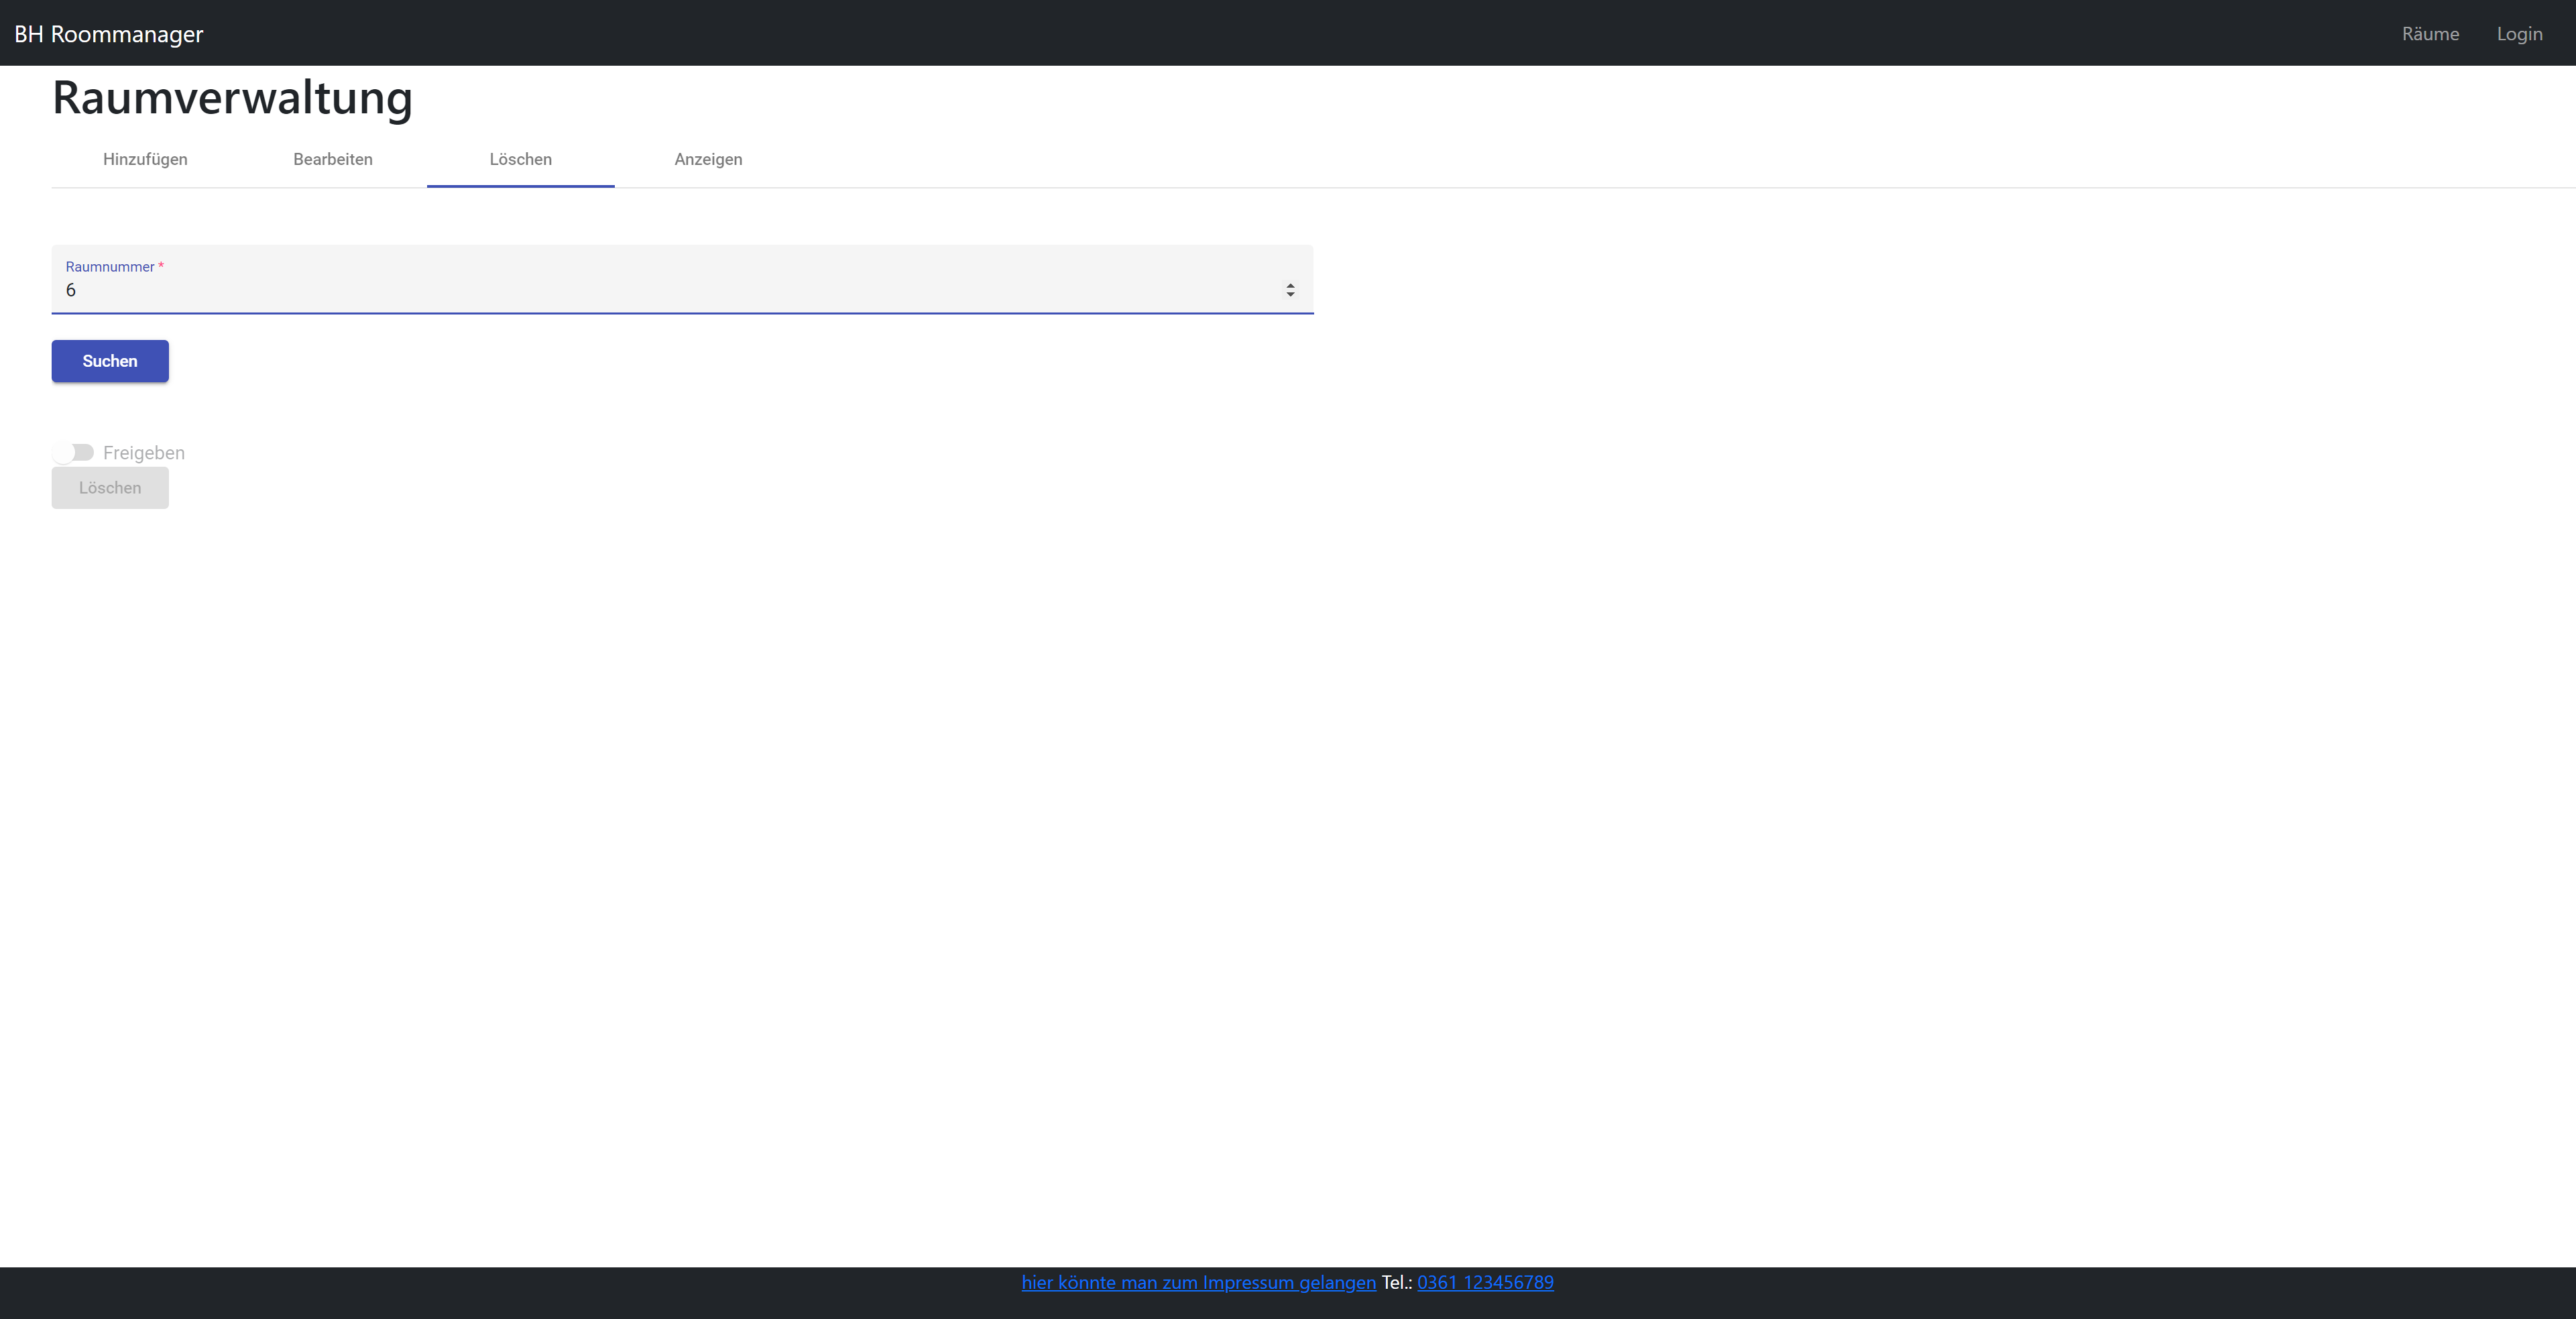 BH Roommanager Räume Login
Raumverwaltung
Hinzufügen Bearbeiten Löschen Anzeigen
Raumnummer *
6
Suchen
Freigeben
Löschen
hier könnte man zum Impressum gelangen Tel.: 0361 123456789